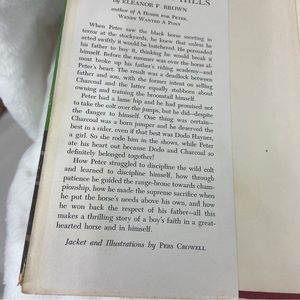 HILLS
by ELEANOR F. BROWN
author of A HORSE FOR PETER,
WENDY WANTED A PONY
When Peter saw the black horse snorting in
terror at the stockyards, he knew that unless he
acted swiftly it would be butchered. He persuaded
his father to buy it, thinking he would break it
himself. Before the summer was over the horse al-
most broke up his father's riding academy—and
Peter's heart. The result was a deadlock between
father and son, with the former intent on selling
Charcoal and the latter equally stubborn about
owning and training the broomtail himself.
Peter had a lame hip and he had promised not
to take the colt over the jumps, but he did—despite
the danger to himself. One thing was certain—
Charcoal was a born jumper and he deserved the
best in a rider, even if that best was Dodo Haynes,
a girl. So she rode him in the shows, while Peter
ate his heart out because Dodo and Charcoal so
definitely belonged together!
How Peter struggled to discipline the wild colt
and learned to discipline himself, how through
patience he guided the range-bronc towards cham-
pionship, how he made the supreme sacrifice when
he put the horse's needs above his own, and how
he won back the respect of his father—all this
makes a thrilling story of a boy's faith in a great-
hearted horse and in himself.
Jacket and Illustrations by PERS CROWELL